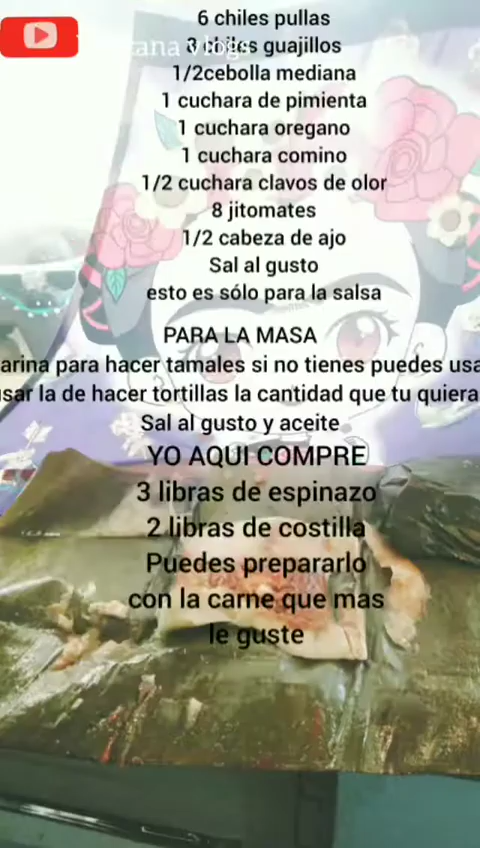 6 chiles pullas
3 chiles guajillos
1/2cebolla mediana
1 cuchara de pimienta
1 cuchara oregano
1 cuchara comino
1/2 cuchara clavos de olor
8 jitomates
1/2 cabeza de ajo
Sal al gusto
esto es sólo para la salsa
PARA LA MASA
arina para hacer tamales si no tienes puedes usa
sar la de hacer tortillas la cantidad que tu quiera
Sal al gusto y aceite
YO AQUI COMPRE
3 libras de espinazo
2 libras de costilla
Puedes prepararlo
con la carne que mas
le guste